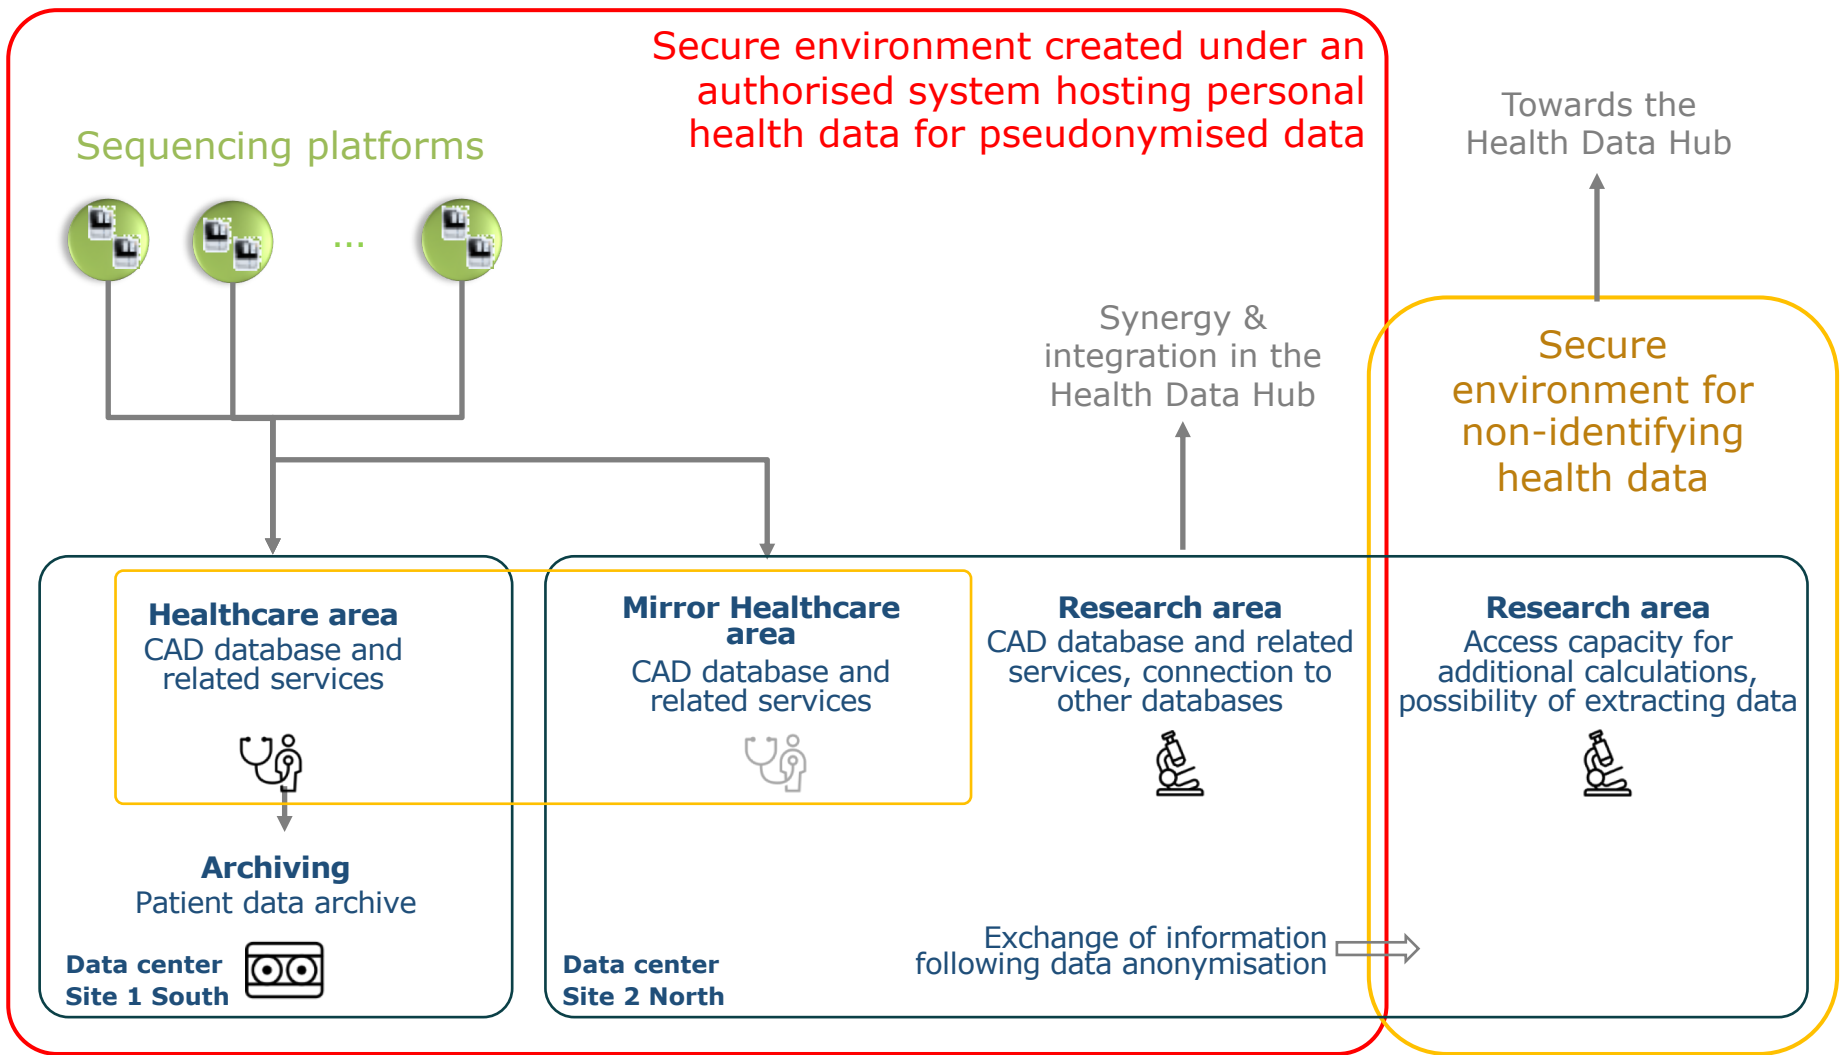 Secure environment created under an
authorised system hosting personal
health data for pseudonymised data
Sequencing platforms
...
Towards the
Health Data Hub
Synergy &
integration in the
Health Data Hub
Secure
environment for
non-identifying
health data
Healthcare area
CAD database and
related services
Mirror Healthcare
area
CAD database and
related services
Research area
CAD database and related
services, connection to
other databases
Research area
Access capacity for
additional calculations,
possibility of extracting data
Archiving
Patient data archive
Data center
Site 1 South
Data center
Site 2 North
Exchange of information
following data anonymisation